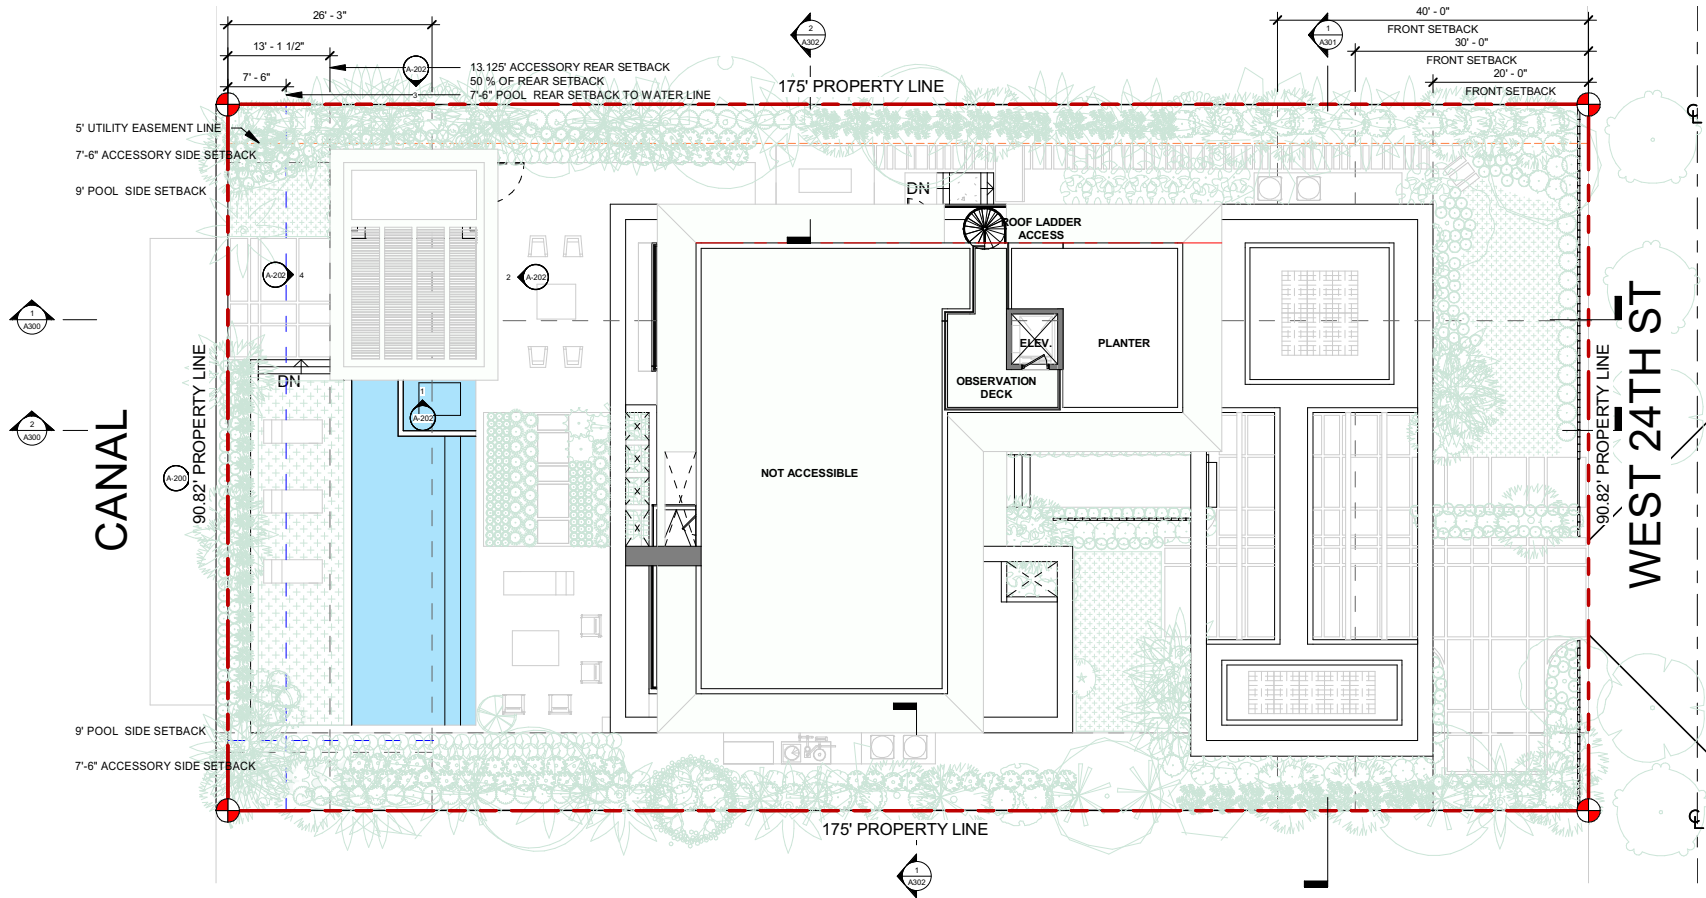 26' - 3"
13' - 1 1/2"
7' - 6"
A-202
3
13.125' ACCESSORY REAR SETBACK
50 % OF REAR SETBACK
7'-6" POOL  REAR SETBACK TO WATER LINE
2
A302
175' PROPERTY LINE
40' - 0"
FRONT SETBACK
1
A301
30' - 0"
FRONT SETBACK
20' - 0"
FRONT SETBACK
5' UTILITY EASEMENT LINE
7'-6" ACCESSORY SIDE SETBACK
9' POOL  SIDE SETBACK
DN
ROOF LADDER
ACCESS
A-202
4
2
A-202
1
A300
ELEV.
PLANTER
OBSERVATION
DECK
DN
1
A-202
2
A300
CANAL
90.82' PROPERTY LINE
A-200
NOT ACCESSIBLE
90.82' PROPERTY LINE
WEST 24TH ST
9' POOL  SIDE SETBACK
7'-6" ACCESSORY SIDE SETBACK
175' PROPERTY LINE
1
A302